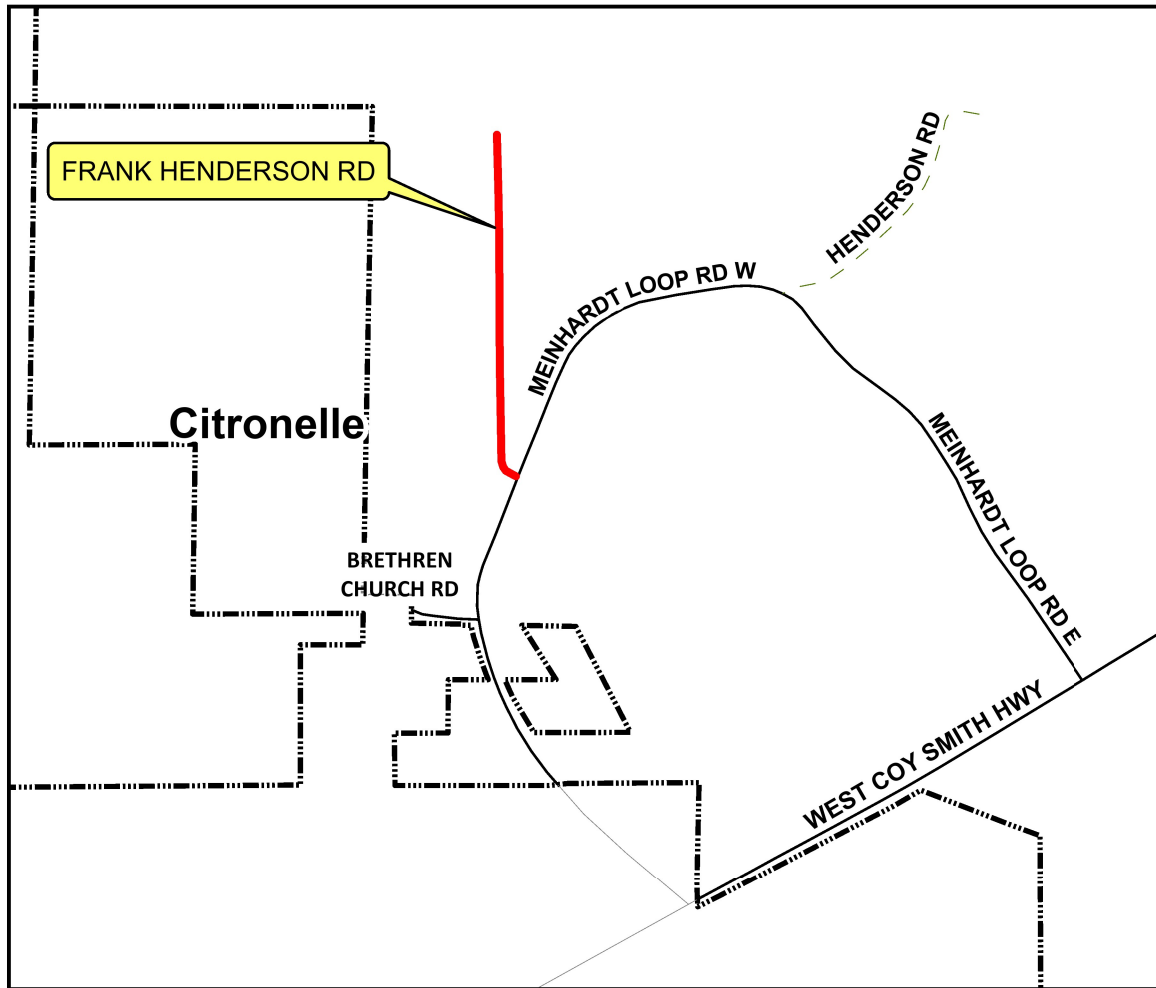 FRANK HENDERSON RD
HENDERSON RD
MEINHARDT LOOP RD W
Citronelle
MEINHARDT LOOP RD E
BRETHREN
CHURCH RD
WEST COY SMITH HWY